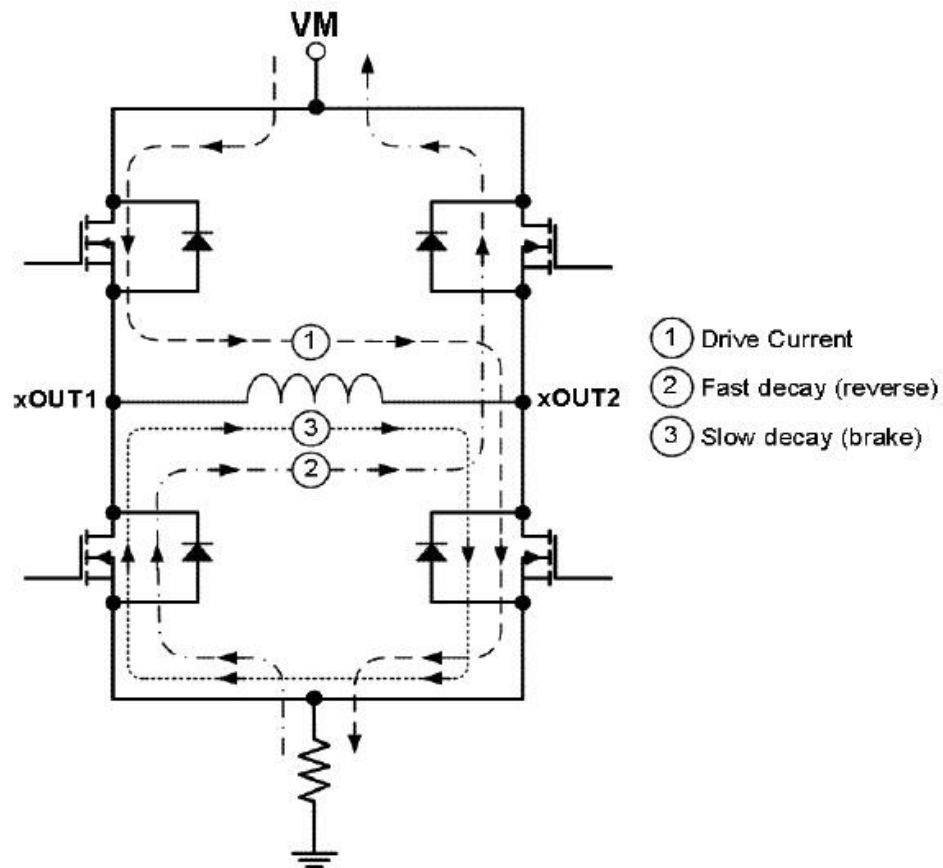 VM
1
xOUT1
xOUT2
3
2
1 Drive Current
2 Fast decay (reverse)
3 Slow decay (brake)